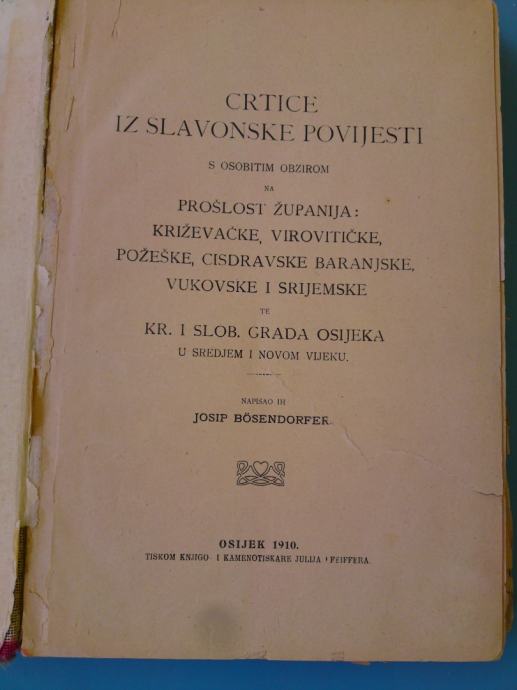 CRTICE
IZ SLAVONSKE POVIJESTI
S OSOBITIM OBZIROM
NA
PROŠLOST ŽUPANIJA:
KRIŽEVAČKE, VIROVITIČKE,
POŽEŠKE, CISDRAVSKE BARANJSKE,
VUKOVSKE I SRIJEMSKE
TE
KR. I SLOB. GRADA OSIJEKA
U SREDJEM I NOVOM VIJEKU.
NAPISAO IH
JOSIP BÖSENDORFER.
OSIJEK 1910.
TISKOM KNJIGO- I KAMENOTISKARE JULIJA PFEIFFERA.